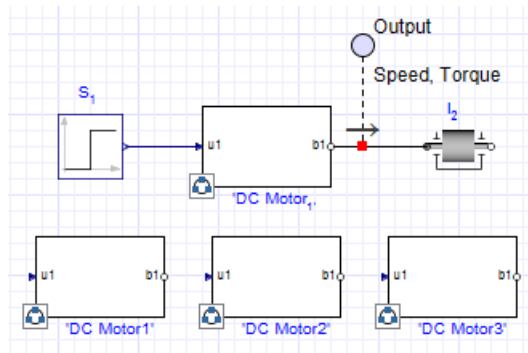 Output
Speed, Torque
S₁
I₂
u1 b1
'DC Motor₁'
u1 b1 u1 b1 u1 b1
'DC Motor1' 'DC Motor2' 'DC Motor3'